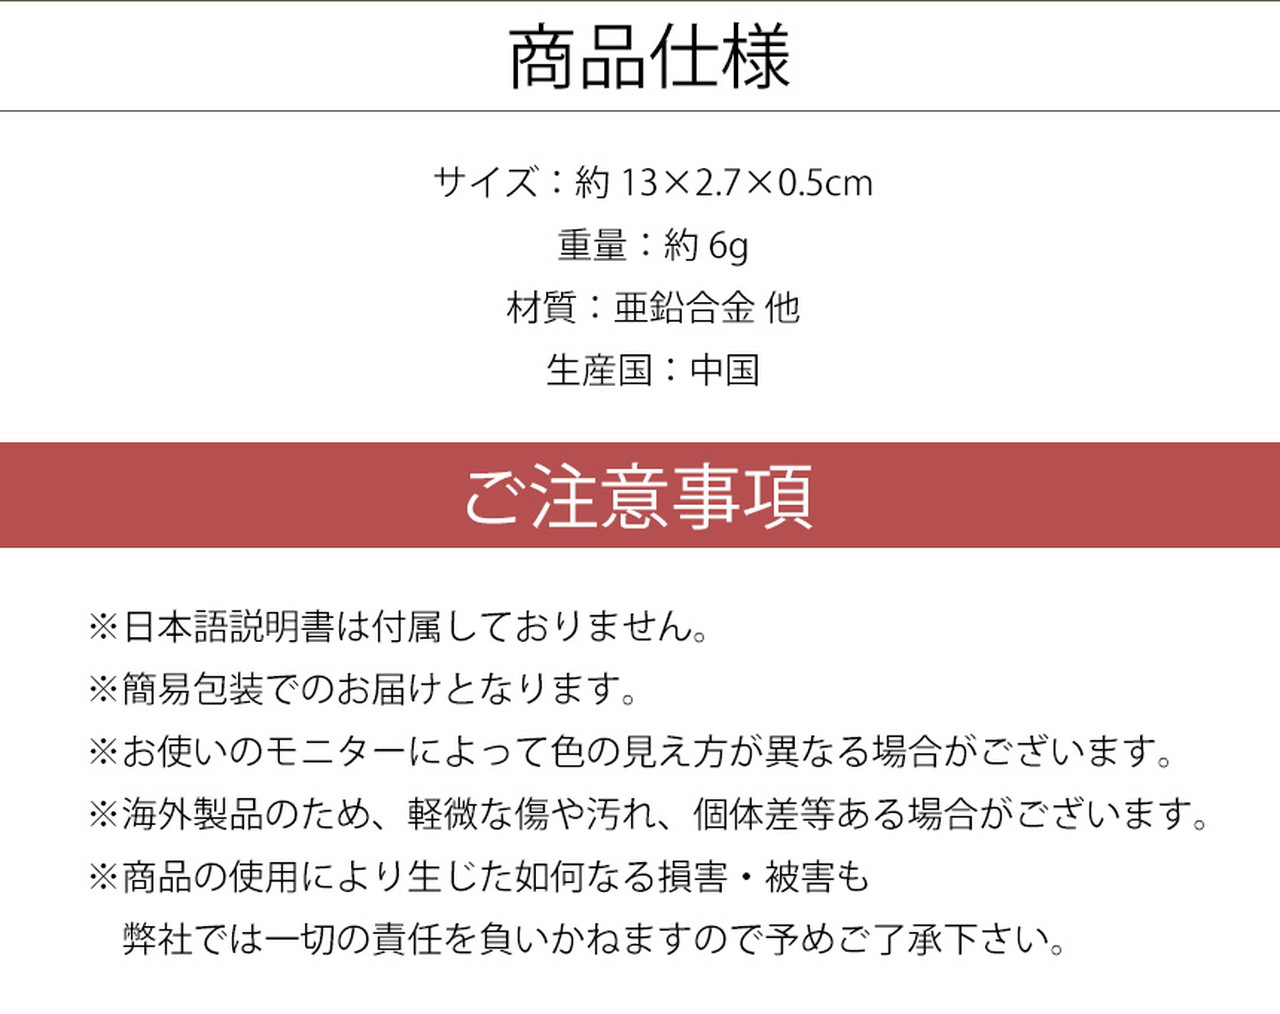 商品仕様
サイズ：約 13×2.7×0.5cm
重量：約 6g
材質：亜鉛合金 他
生産国：中国
ご注意事項
※日本語説明書は付属しておりません。
※簡易包装でのお届けとなります。
※お使いのモニターによって色の見え方が異なる場合がございます。
※海外製品のため、軽微な傷や汚れ、個体差等ある場合がございます。
※商品の使用により生じた如何なる損害・被害も
弊社では一切の責任を負いかねますので予めご了承下さい。